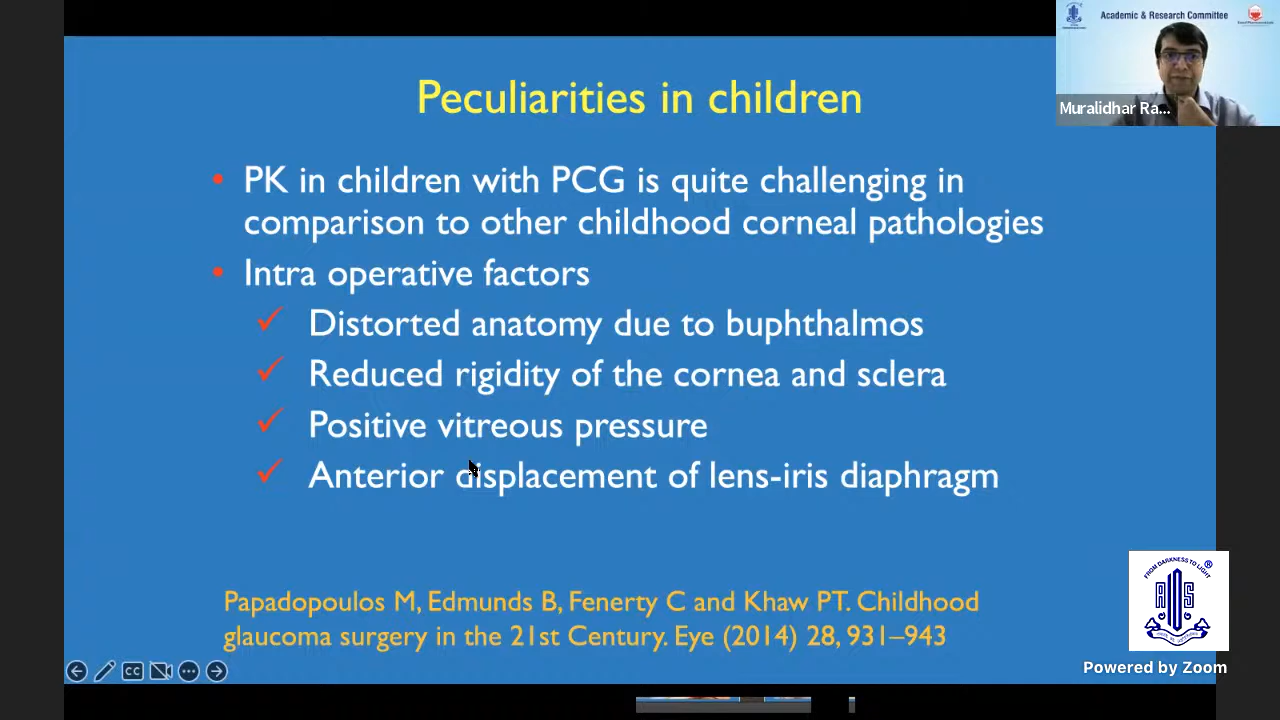 Academic & Research Committee
Muralidhar Ra...
Peculiarities in children
• PK in children with PCG is quite challenging in
comparison to other childhood corneal pathologies
• Intra operative factors
✓ Distorted anatomy due to buphthalmos
✓ Reduced rigidity of the cornea and sclera
✓ Positive vitreous pressure
✓ Anterior displacement of lens-iris diaphragm
Papadopoulos M, Edmunds B, Fenerty C and Khaw PT. Childhood
glaucoma surgery in the 21st Century. Eye (2014) 28, 931–943
FROM DARKNESS TO LIGHT
®
AIOS
Powered by Zoom
CC